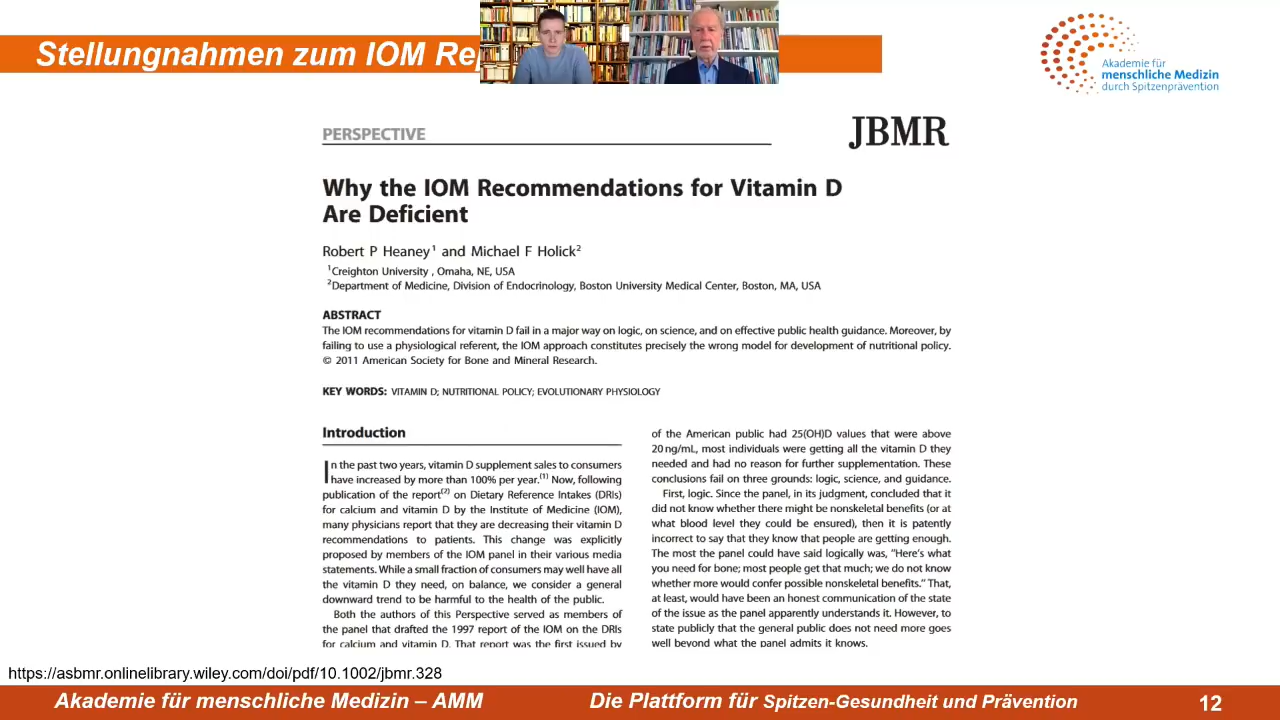 Stellungnahmen zum IOM Re
Akademie für
menschliche Medizin
durch Spitzenprävention
PERSPECTIVE
JBMR
Why the IOM Recommendations for Vitamin D
Are Deficient
Robert P Heaney1 and Michael F Holick2
1Creighton University , Omaha, NE, USA
2Department of Medicine, Division of Endocrinology, Boston University Medical Center, Boston, MA, USA
ABSTRACT
The IOM recommendations for vitamin D fail in a major way on logic, on science, and on effective public health guidance. Moreover, by
failing to use a physiological referent, the IOM approach constitutes precisely the wrong model for development of nutritional policy.
© 2011 American Society for Bone and Mineral Research.
KEY WORDS: VITAMIN D; NUTRITIONAL POLICY; EVOLUTIONARY PHYSIOLOGY
Introduction
In the past two years, vitamin D supplement sales to consumers
have increased by more than 100% per year.(1) Now, following
publication of the report(2) on Dietary Reference Intakes (DRIs)
for calcium and vitamin D by the Institute of Medicine (IOM),
many physicians report that they are decreasing their vitamin D
recommendations to patients. This change was explicitly
proposed by members of the IOM panel in their various media
statements. While a small fraction of consumers may well have all
the vitamin D they need, on balance, we consider a general
downward trend to be harmful to the health of the public.
Both the authors of this Perspective served as members of
the panel that drafted the 1997 report of the IOM on the DRIs
for calcium and vitamin D. That report was the first issued by
of the American public had 25(OH)D values that were above
20 ng/mL, most individuals were getting all the vitamin D they
needed and had no reason for further supplementation. These
conclusions fail on three grounds: logic, science, and guidance.
First, logic. Since the panel, in its judgment, concluded that it
did not know whether there might be nonskeletal benefits (or at
what blood level they could be ensured), then it is patently
incorrect to say that they know that people are getting enough.
The most the panel could have said logically was, "Here's what
you need for bone; most people get that much; we do not know
whether more would confer possible nonskeletal benefits." That,
at least, would have been an honest communication of the state
of the issue as the panel apparently understands it. However, to
state publicly that the general public does not need more goes
well beyond what the panel admits it knows.
https://asbmr.onlinelibrary.wiley.com/doi/pdf/10.1002/jbmr.328
Akademie für menschliche Medizin – AMM
Die Plattform für Spitzen-Gesundheit und Prävention
12